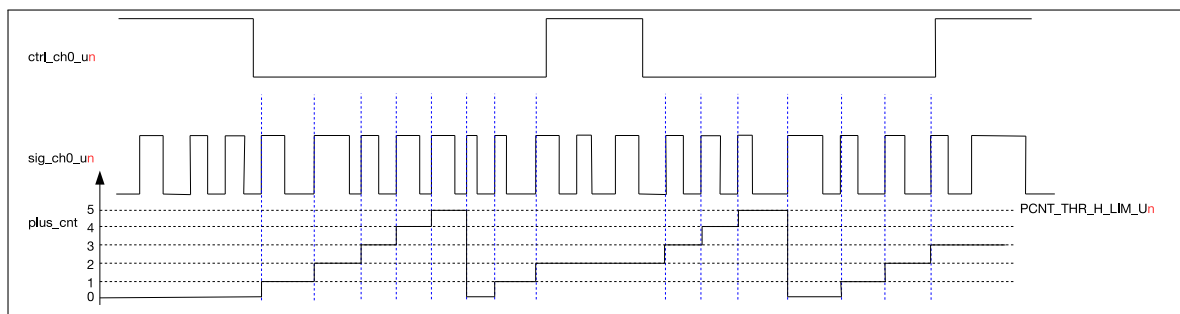 ctrl_ch0_un
sig_ch0_un
5
PCNT_THR_H_LIM_Un
plus_cnt
4
3
2
1
0